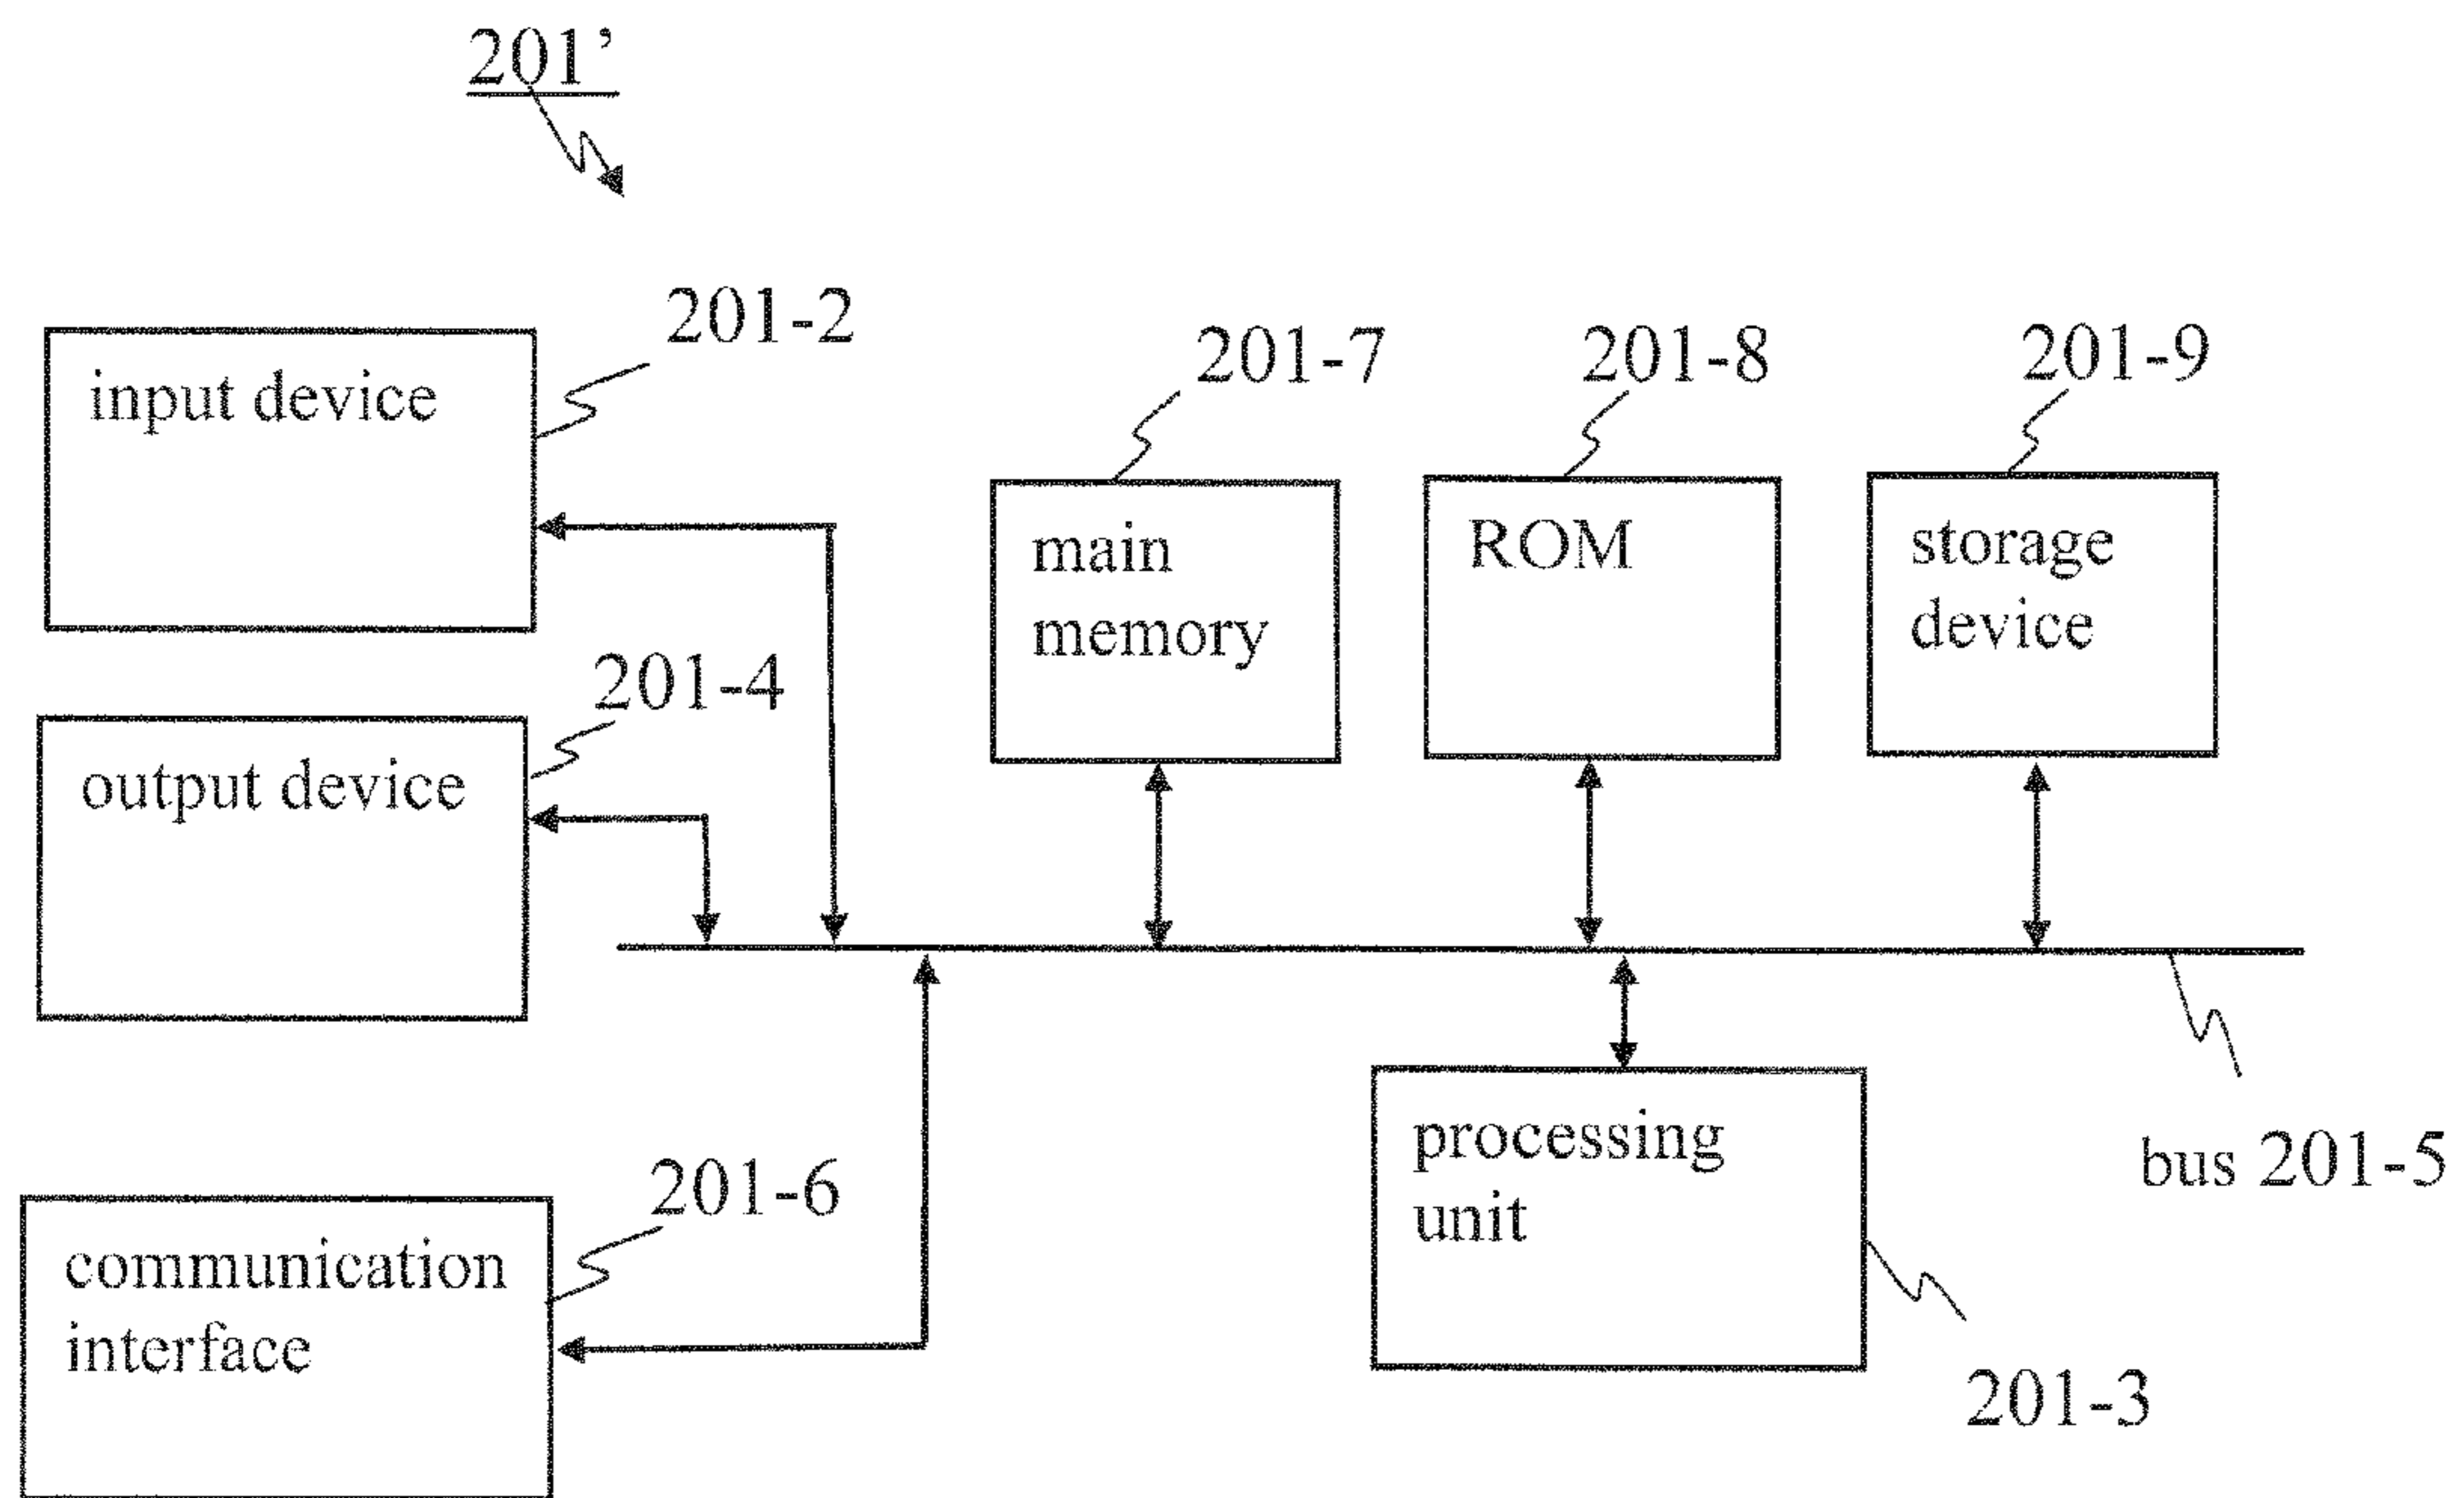 201’
201-2
input device
201-7
201-8
201-9
main
memory
ROM
storage
device
201-4
output device
processing
unit
bus 201-5
201-6
communication
interface
201-3